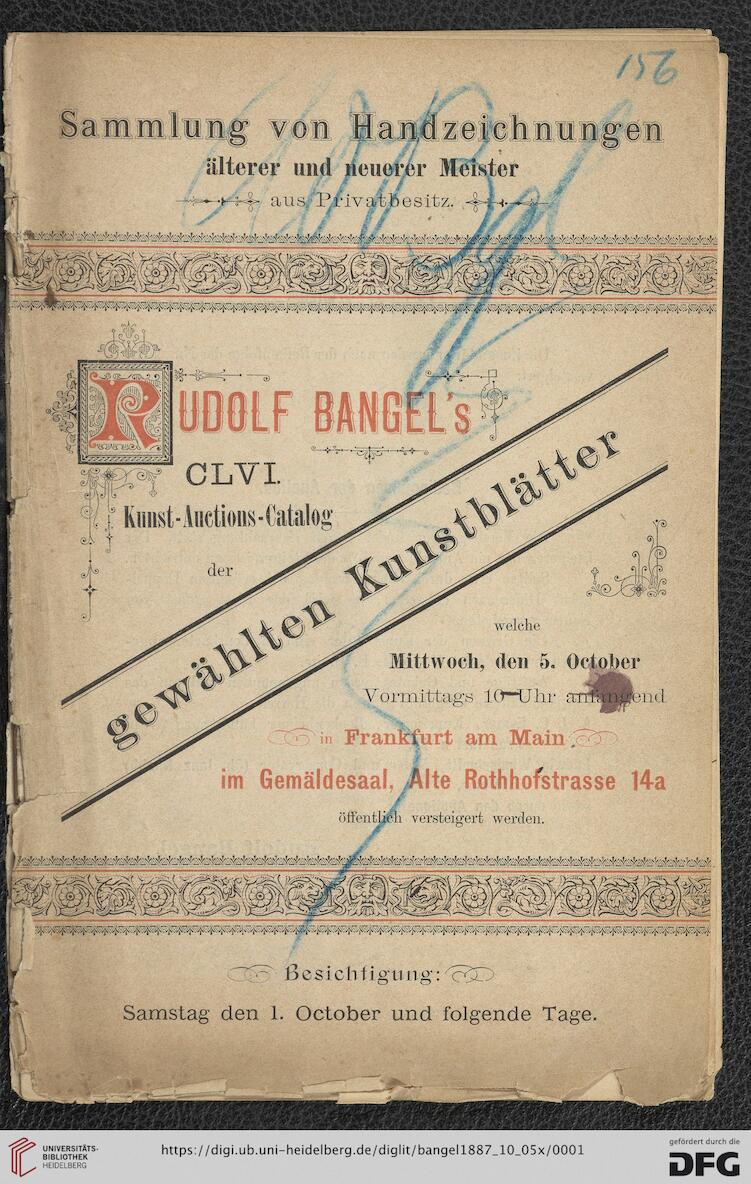 156
Sammlung von Handzeichnungen
älterer und neuerer Meister
aus Privatbesitz.
RUDOLF BANGEL's
CLVI.
Kunst-Auctions-Catalog
der
gewählten Kunstblätter
welche
Mittwoch, den 5. October
Vormittags 10 Uhr anfangend
in Frankfurt am Main
im Gemäldesaal, Alte Rothhofstrasse 14a
öffentlich versteigert werden.
Besichtigung:
Samstag den 1. October und folgende Tage.
UNIVERSITÄTS-
BIBLIOTHEK
HEIDELBERG
https://digi.ub.uni-heidelberg.de/diglit/bangel1887_10_05x/0001
gefördert durch die
DFG